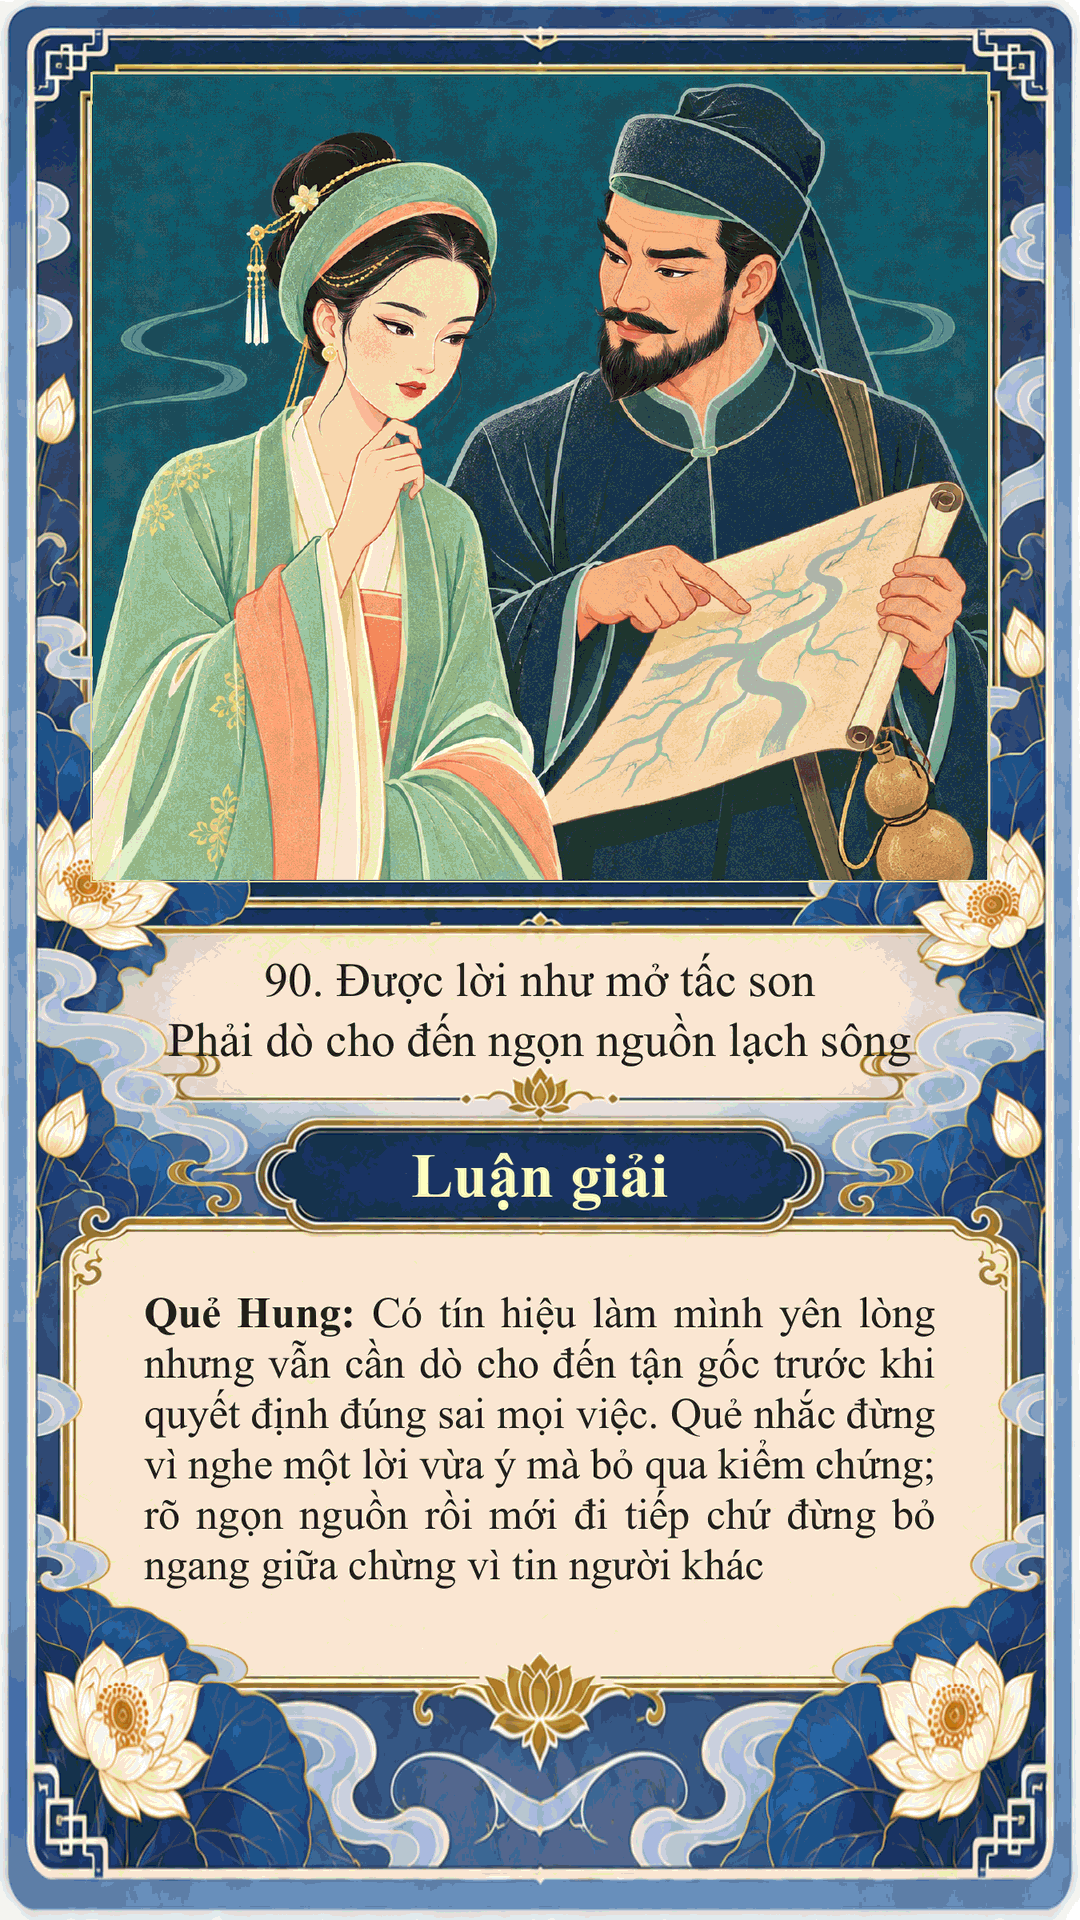 90. Được lời như mở tấc son
Phải dò cho đến ngọn nguồn lạch sông
Luận giải
Quẻ Hung: Có tín hiệu làm mình yên lòng
nhưng vẫn cần dò cho đến tận gốc trước khi
quyết định đúng sai mọi việc. Quẻ nhắc đừng
vì nghe một lời vừa ý mà bỏ qua kiểm chứng;
rõ ngọn nguồn rồi mới đi tiếp chứ đừng bỏ
ngang giữa chừng vì tin người khác